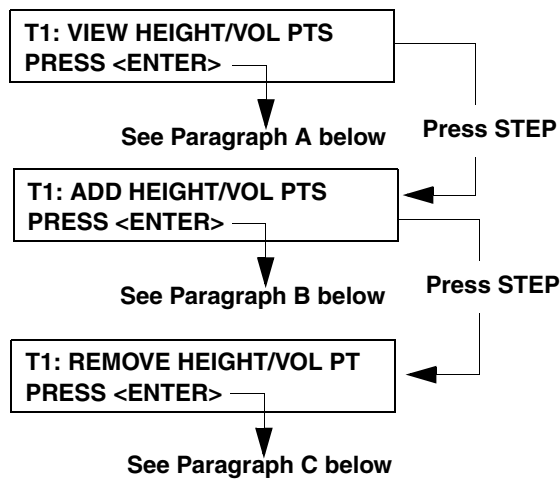 T1: VIEW HEIGHT/VOL PTS
PRESS <ENTER>
See Paragraph A below
Press STEP
T1: ADD HEIGHT/VOL PTS
PRESS <ENTER>
See Paragraph B below
Press STEP
T1: REMOVE HEIGHT/VOL PT
PRESS <ENTER>
See Paragraph C below